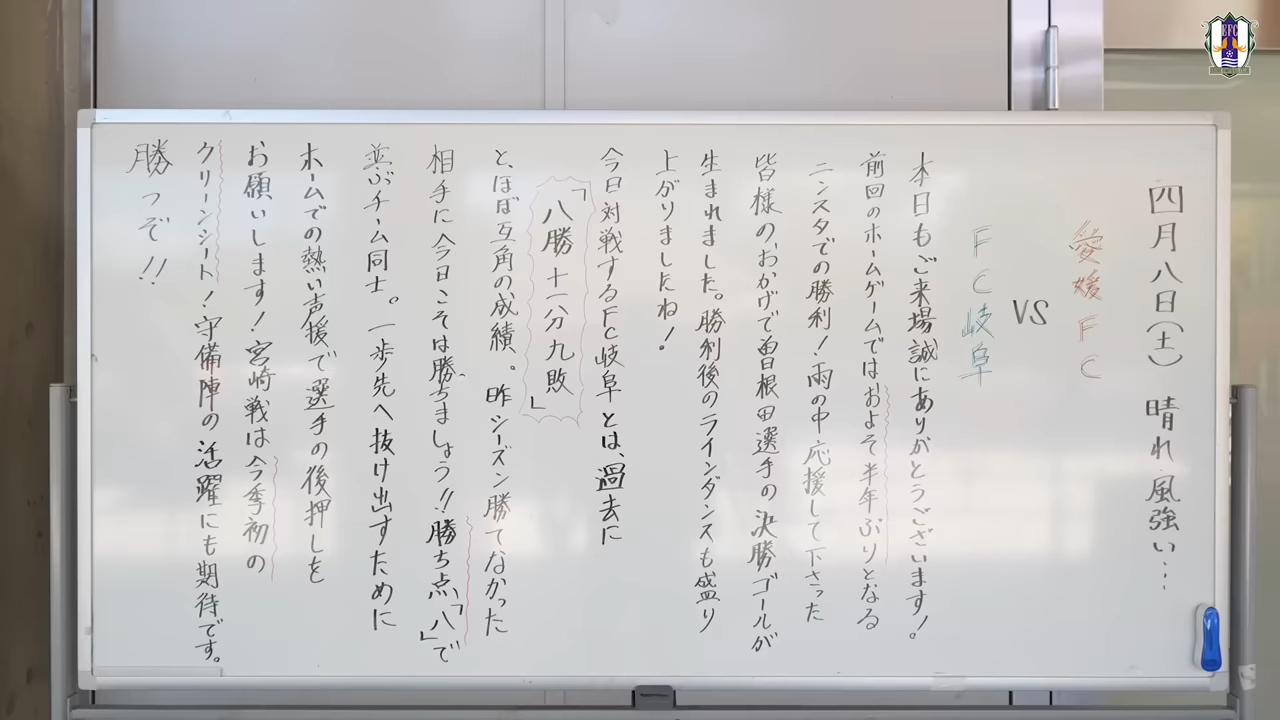 四月八日(土) 晴れ 風強い…
愛媛FC
VS
FC岐阜
本日もご来場誠にありがとうございます!
前回のホームゲームではおよそ半年ぶりとなる
ニンスタでの勝利!雨の中応援して下さった
皆様のおかげで曽根田選手の決勝ゴールが
生まれました。勝利後のラインダンスも盛り
上がりましたね!
今日対戦するFC岐阜とは、過去に
「八勝十一分九敗」
と、ほぼ互角の成績。昨シーズン勝てなかった
相手に今日こそは勝ちましょう!!勝ち点「八」で
並ぶチーム同士。一歩先へ抜け出すために
ホームでの熱い声援で選手の後押しを
お願いします!宮崎戦は今季初の
クリーンシート!守備陣の活躍にも期待です。
勝つぞ!!
EFC